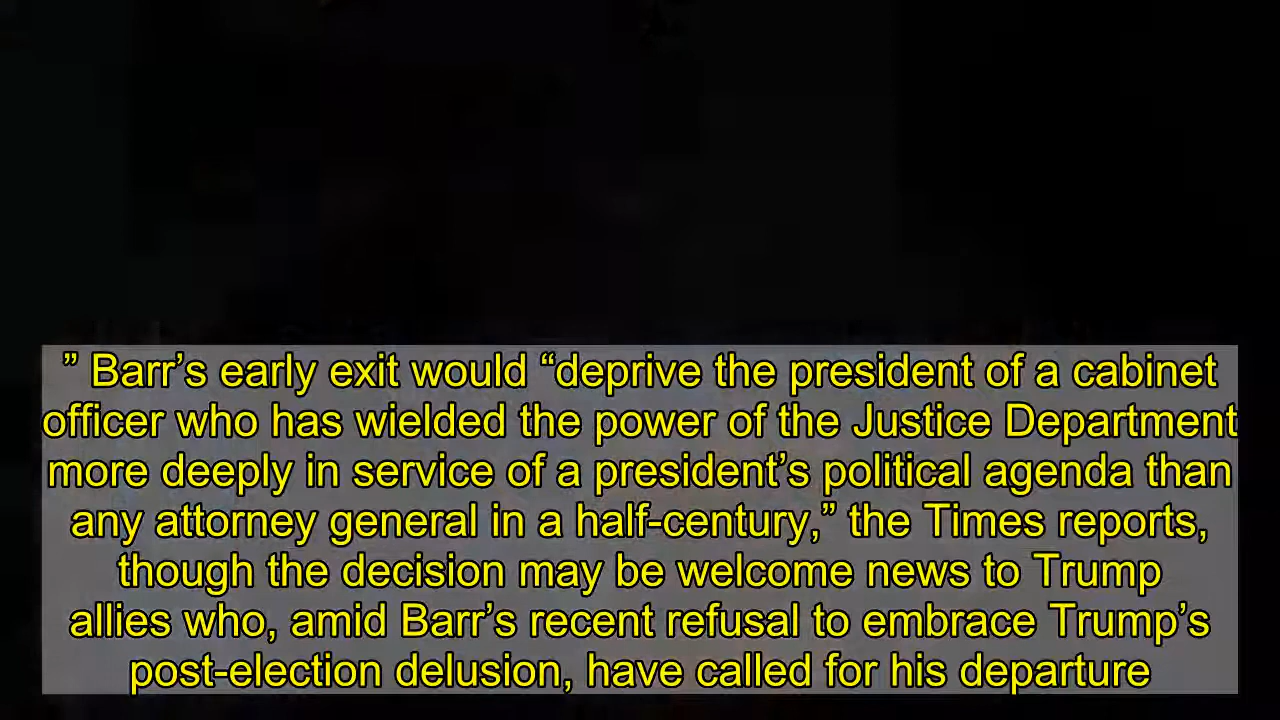 ” Barr’s early exit would “deprive the president of a cabinet
officer who has wielded the power of the Justice Department
more deeply in service of a president’s political agenda than
any attorney general in a half-century,” the Times reports,
though the decision may be welcome news to Trump
allies who, amid Barr’s recent refusal to embrace Trump’s
post-election delusion, have called for his departure